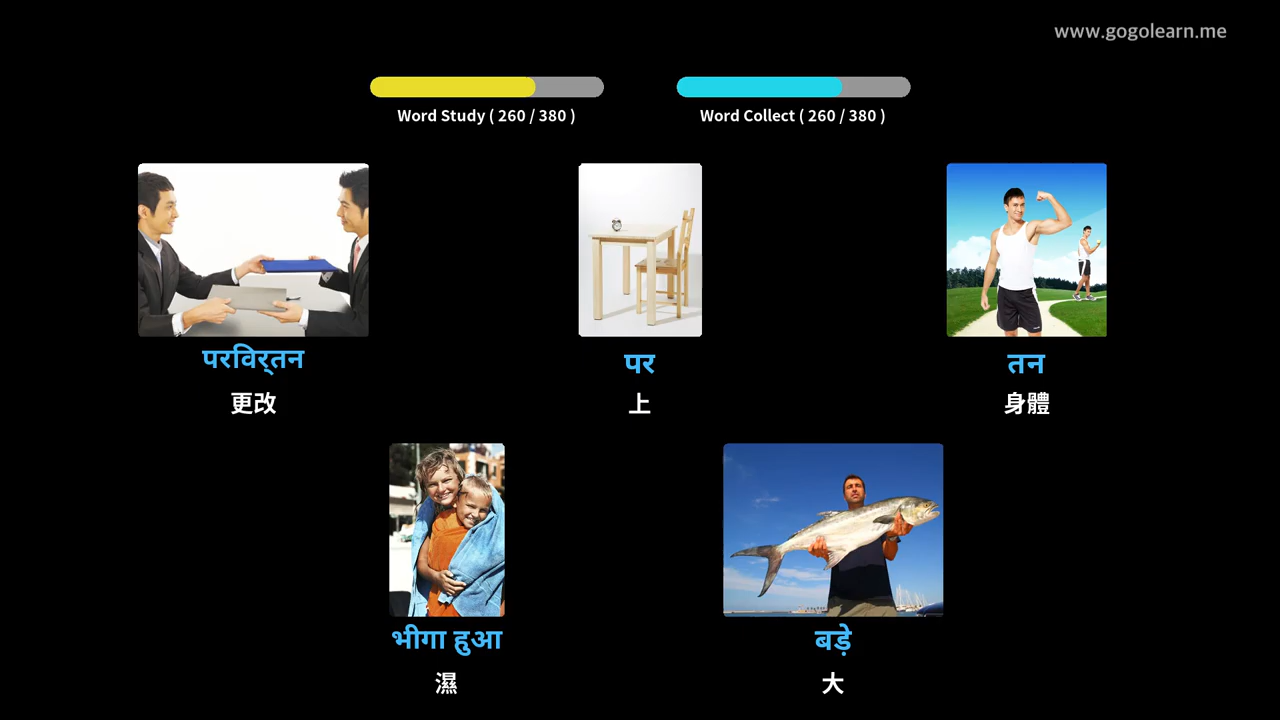 www.gogolearn.me
Word Study ( 260 / 380 )
Word Collect ( 260 / 380 )
परविर्तन
更改
पर
上
तन
身體
भीगा हुआ
濕
बड़े
大